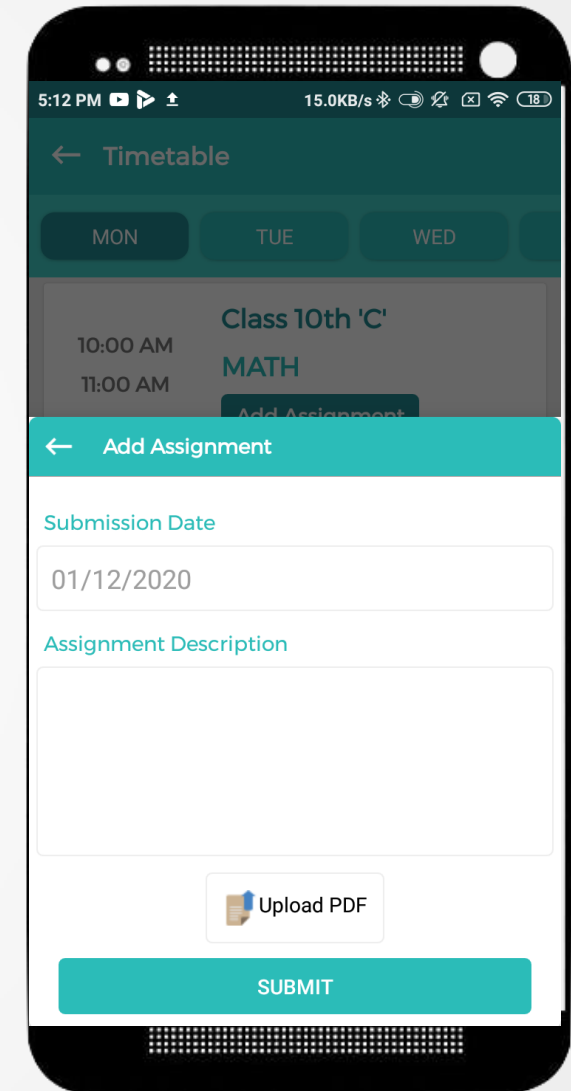 5:12 PM 15.0KB/s 18
Timetable
MON TUE WED
Class 10th 'C'
10:00 AM
MATH
11:00 AM
Add Assignment
Add Assignment
Submission Date
01/12/2020
Assignment Description
Upload PDF
SUBMIT